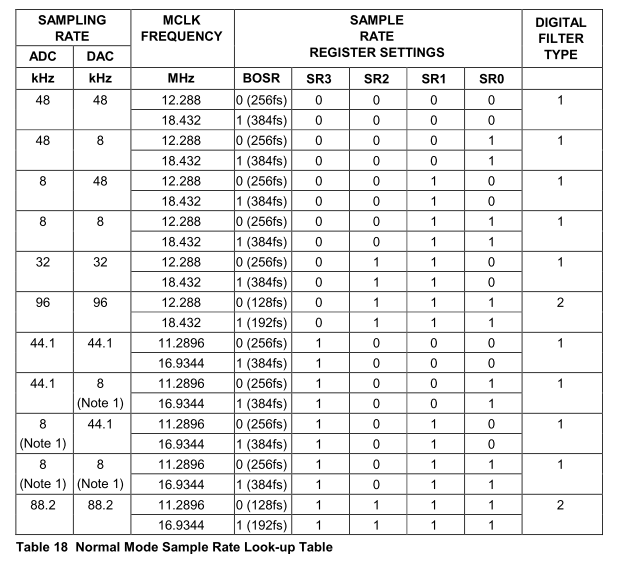 SAMPLING RATE MCLK FREQUENCY SAMPLE RATE REGISTER SETTINGS DIGITAL FILTER TYPE
ADC DAC
kHz kHz MHz BOSR SR3 SR2 SR1 SR0
48 48 12.288 0 (256fs) 0 0 0 0 1
18.432 1 (384fs) 0 0 0 0
48 8 12.288 0 (256fs) 0 0 0 1 1
18.432 1 (384fs) 0 0 0 1
8 48 12.288 0 (256fs) 0 0 1 0 1
18.432 1 (384fs) 0 0 1 0
8 8 12.288 0 (256fs) 0 0 1 1 1
18.432 1 (384fs) 0 0 1 1
32 32 12.288 0 (256fs) 0 1 1 0 1
18.432 1 (384fs) 0 1 1 0
96 96 12.288 0 (128fs) 0 1 1 1 2
18.432 1 (192fs) 0 1 1 1
44.1 44.1 11.2896 0 (256fs) 1 0 0 0 1
16.9344 1 (384fs) 1 0 0 0
44.1 8 11.2896 0 (256fs) 1 0 0 1 1
(Note 1) 16.9344 1 (384fs) 1 0 0 1
8 44.1 11.2896 0 (256fs) 1 0 1 0 1
(Note 1) 16.9344 1 (384fs) 1 0 1 0
8 8 11.2896 0 (256fs) 1 0 1 1 1
(Note 1) (Note 1) 16.9344 1 (384fs) 1 0 1 1
88.2 88.2 11.2896 0 (128fs) 1 1 1 1 2
16.9344 1 (192fs) 1 1 1 1
Table 18 Normal Mode Sample Rate Look-up Table